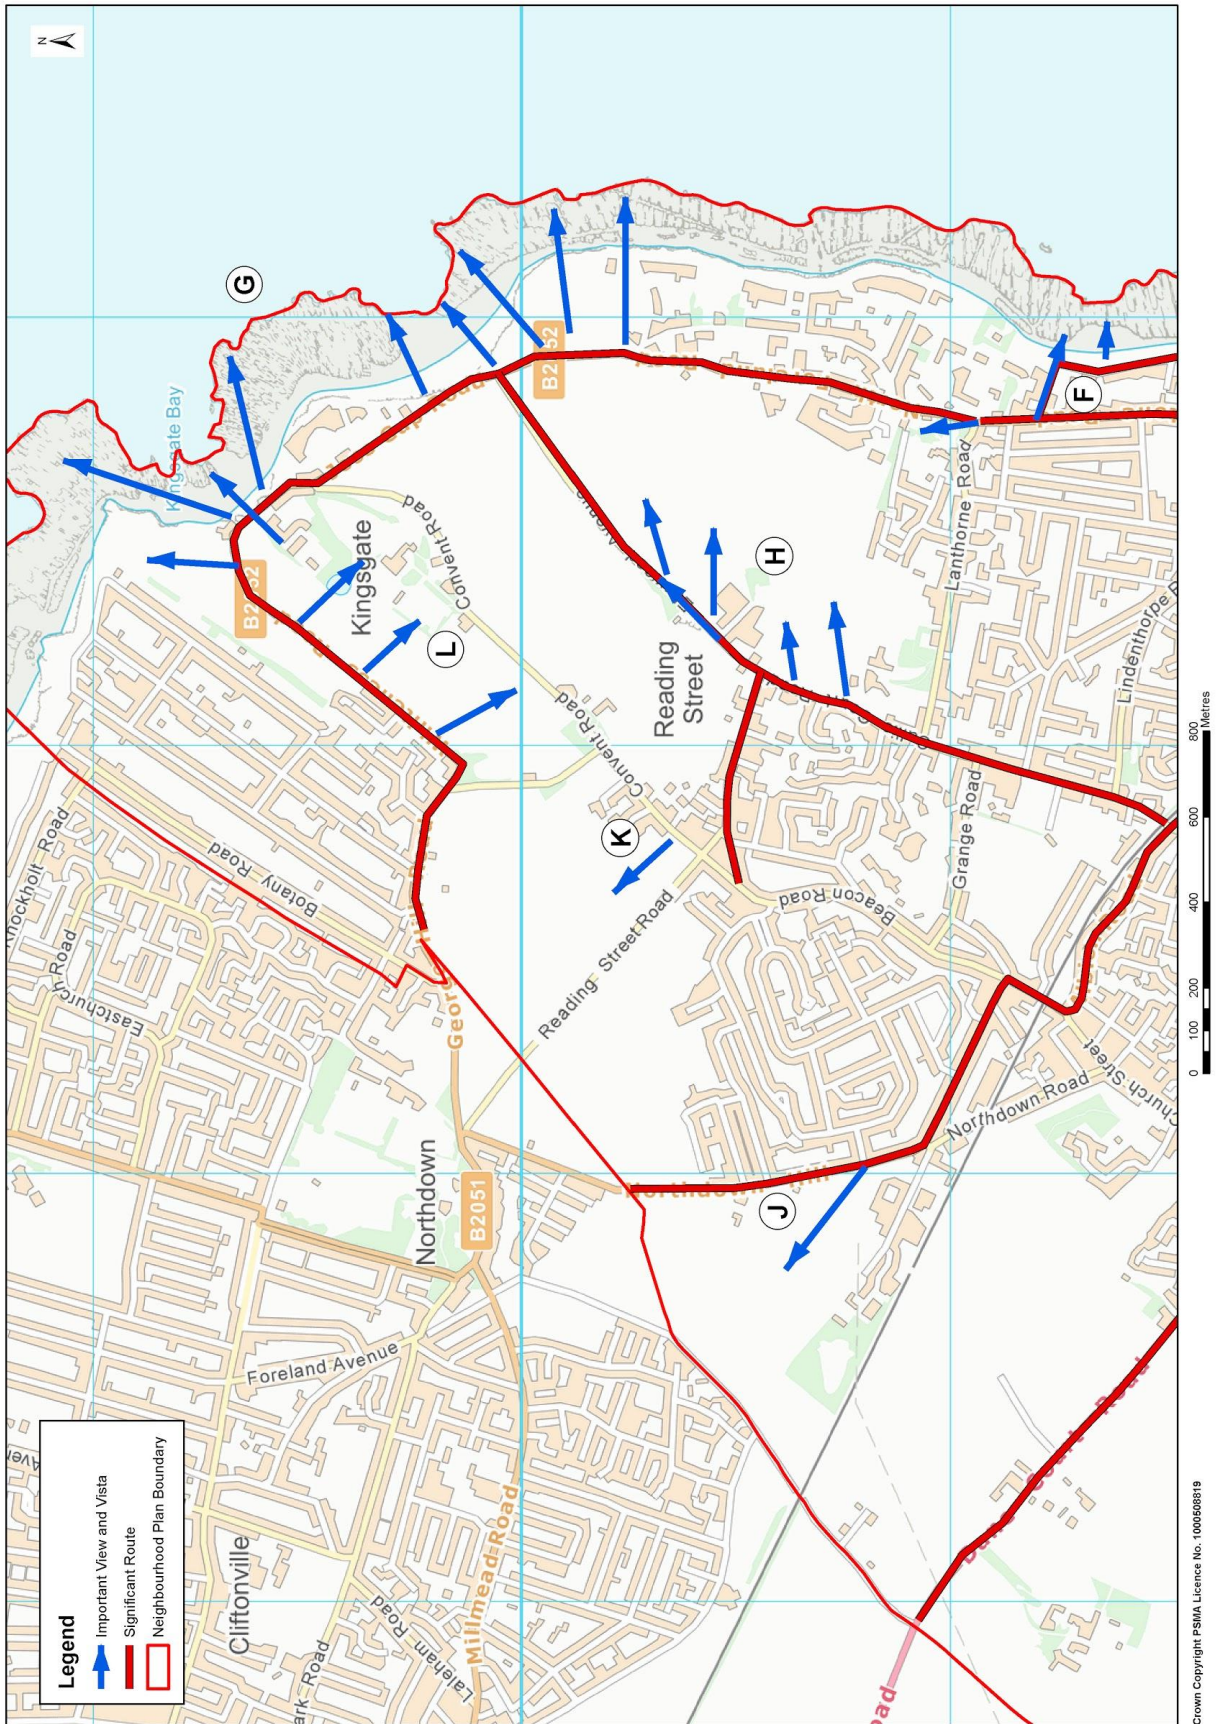 N
Legend
Important View and Vista
Significant Route
Neighbourhood Plan Boundary
Cliftonville
Foreland Avenue
Laleham Road
Millmead Road
Northdown
B2051
Knockholt Road
Eastchurch Road
Botany Road
Reading Street Road
Convent Road
Convent Road
Kingsgate
Kingsgate Bay
B2052
B2052
Reading
Street
Beacon Road
Grange Road
Lanthorne Road
Northdown Road
Church Street
Northdown Hill
G
L
K
H
J
F
0
100
200
400
600
800
Metres
Crown Copyright PSMA Licence No. 1000508819